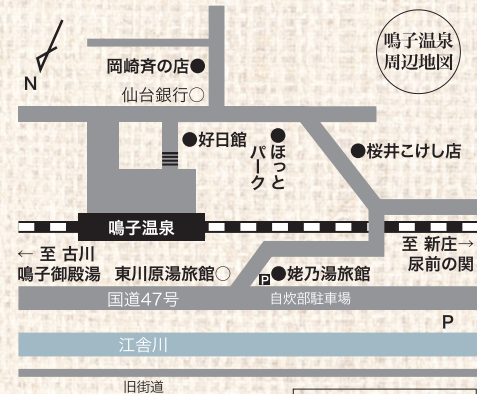 鳴子温泉
周辺地図
N
岡崎斉の店●
仙台銀行○
●好日館
●ほっと
パーク
●桜井こけし店
鳴子温泉
← 至 古川
鳴子御殿湯
東川原湯旅館○
P●姥乃湯旅館
至 新庄→
尿前の関
国道47号
自炊部駐車場
P
江合川
旧街道